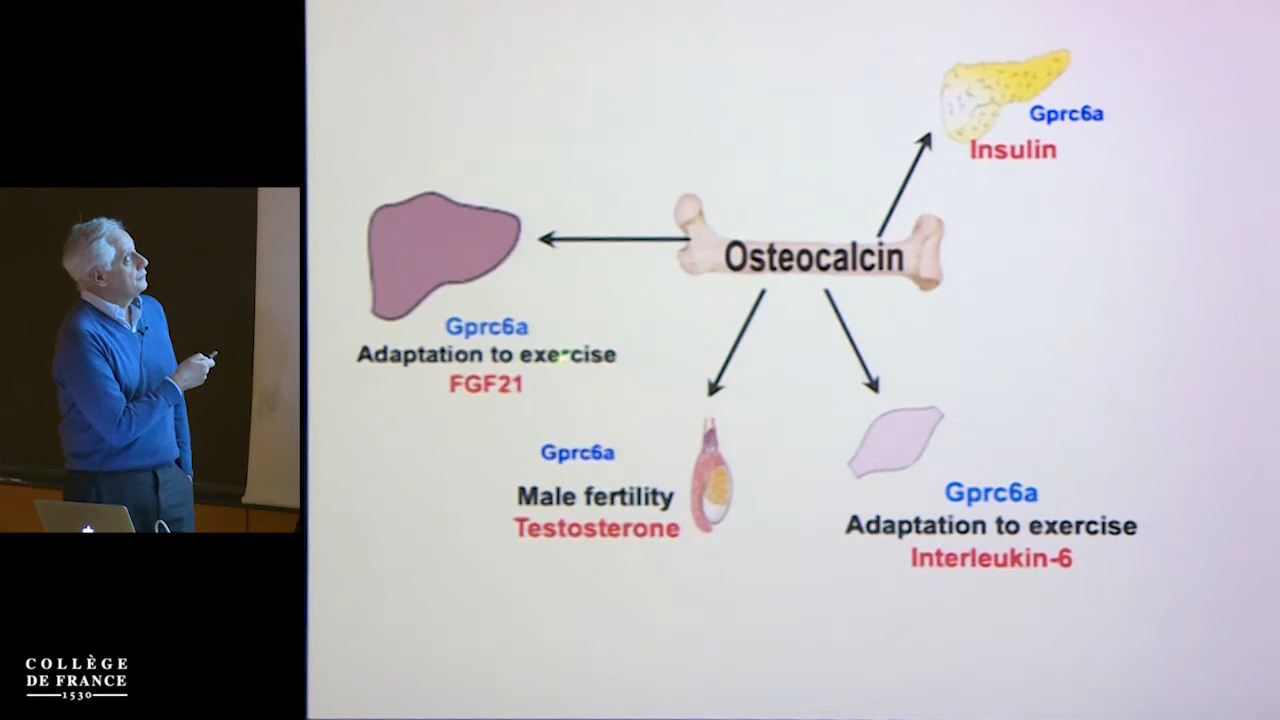 Gprc6a
Insulin
Osteocalcin
Gprc6a
Adaptation to exercise
FGF21
Gprc6a
Male fertility
Testosterone
Gprc6a
Adaptation to exercise
Interleukin-6
COLLÈGE
DE FRANCE
1530